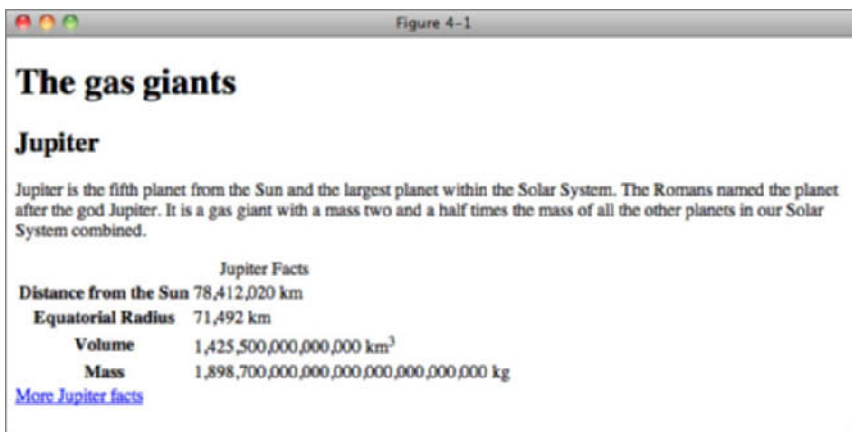 Figure 4-1
The gas giants
Jupiter
Jupiter is the fifth planet from the Sun and the largest planet within the Solar System. The Romans named the planet
after the god Jupiter. It is a gas giant with a mass two and a half times the mass of all the other planets in our Solar
System combined.
Jupiter Facts
Distance from the Sun 78,412,020 km
Equatorial Radius 71,492 km
Volume 1,425,500,000,000,000 km³
Mass 1,898,700,000,000,000,000,000,000,000 kg
More Jupiter facts